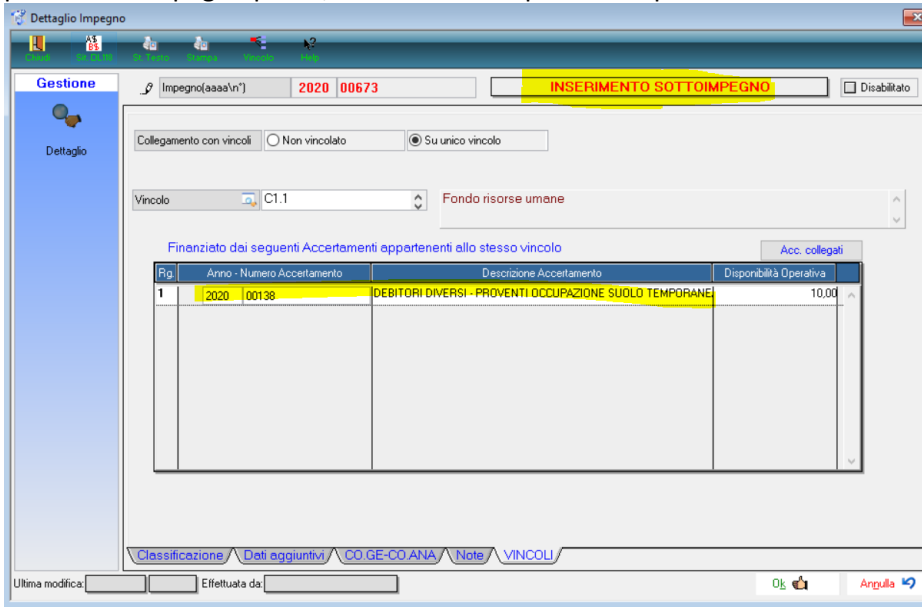 Dettaglio Impegno
Chiudi Sit. DL118 St. Testo Stampa Vincolo Help
Gestione
Dettaglio
Impegno(aaaa\n°) 2020 00673 INSERIMENTO SOTTOIMPEGNO Disabilitato
Collegamento con vincoli Non vincolato Su unico vincolo
Vincolo C1.1 Fondo risorse umane
Finanziato dai seguenti Accertamenti appartenenti allo stesso vincolo Acc. collegati
Rg. Anno - Numero Accertamento Descrizione Accertamento Disponibilità Operativa
1 2020 00138 DEBITORI DIVERSI - PROVENTI OCCUPAZIONE SUOLO TEMPORANE 10,00
Classificazione Dati aggiuntivi CO.GE-CO.ANA Note VINCOLI
Ultima modifica: Effettuata da: Ok Annulla